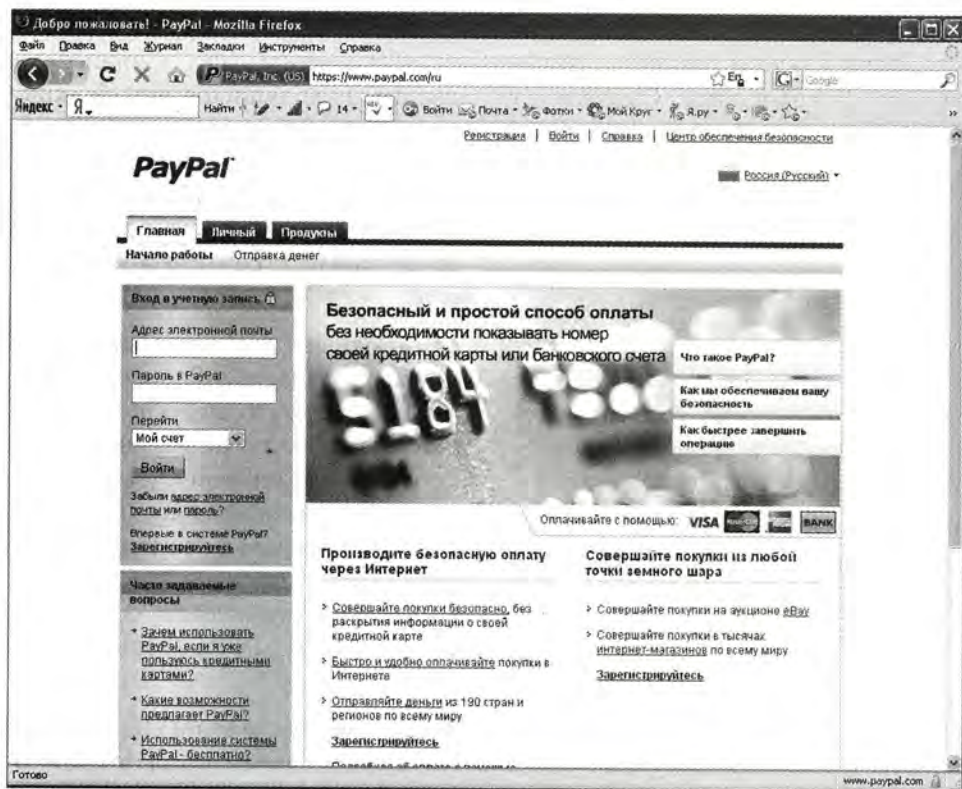 Добро пожаловать! - PayPal - Mozilla Firefox
Файл Правка Вид Журнал Закладки Инструменты Справка
PayPal, Inc. (US) https://www.paypal.com/ru
En
G Google
Яндекс Я Найти 14 Войти Почта Фотки Мой Круг Я.ру
Регистрация | Войти | Справка | Центр обеспечения безопасности
PayPal
Россия (Русский)
Главная Личный Продукты
Начало работы Отправка денег
Вход в учетную запись
Адрес электронной почты
Пароль в PayPal
Перейти
Мой счет
Войти
Забыли адрес электронной
почты или пароль?
Впервые в системе PayPal?
Зарегистрируйтесь
Часто задаваемые
вопросы
Зачем использовать
PayPal, если я уже
пользуюсь кредитными
картами?
Какие возможности
предлагает PayPal?
Использование системы
PayPal - бесплатно?
Безопасный и простой способ оплаты
без необходимости показывать номер
своей кредитной карты или банковского счета
5184
Что такое PayPal?
Как мы обеспечиваем вашу
безопасность
Как быстрее завершить
операцию
Оплачивайте с помощью: VISA BANK
Производите безопасную оплату
через Интернет
> Совершайте покупки безопасно, без
раскрытия информации о своей
кредитной карте
> Быстро и удобно оплачивайте покупки в
Интернете
> Отправляйте деньги из 190 стран и
регионов по всему миру
Зарегистрируйтесь
Совершайте покупки из любой
точки земного шара
> Совершайте покупки на аукционе eBay
> Совершайте покупки в тысячах
интернет-магазинов по всему миру
Зарегистрируйтесь
Готово
www.paypal.com